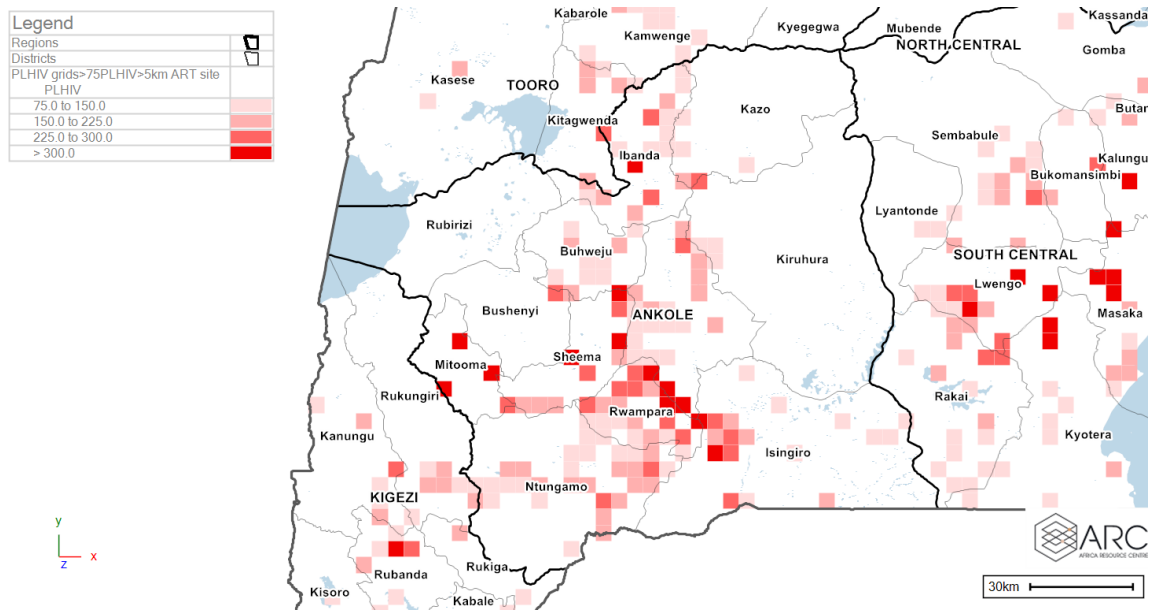 Legend
Regions
Districts
PLHIV grids>75PLHIV>5km ART site
PLHIV
75.0 to 150.0
150.0 to 225.0
225.0 to 300.0
> 300.0
Kabarole
Kamwenge
Kyegegwa
Mubende
Kassanda
NORTH CENTRAL
Gomba
Kasese
TOORO
Kazo
Butan
Kitagwenda
Sembabule
Ibanda
Kalungu
Bukomansimbi
Rubirizi
Lyantonde
Buhweju
Kiruhura
SOUTH CENTRAL
Lwengo
Bushenyi
ANKOLE
Masaka
Mitooma
Sheema
Rukungiri
Rwampara
Rakai
Kanungu
Kyotera
Isingiro
Ntungamo
KIGEZI
Rubanda
Rukiga
Kisoro
Kabale
y
x
z
ARC
AFRICA RESOURCE CENTRE
30km